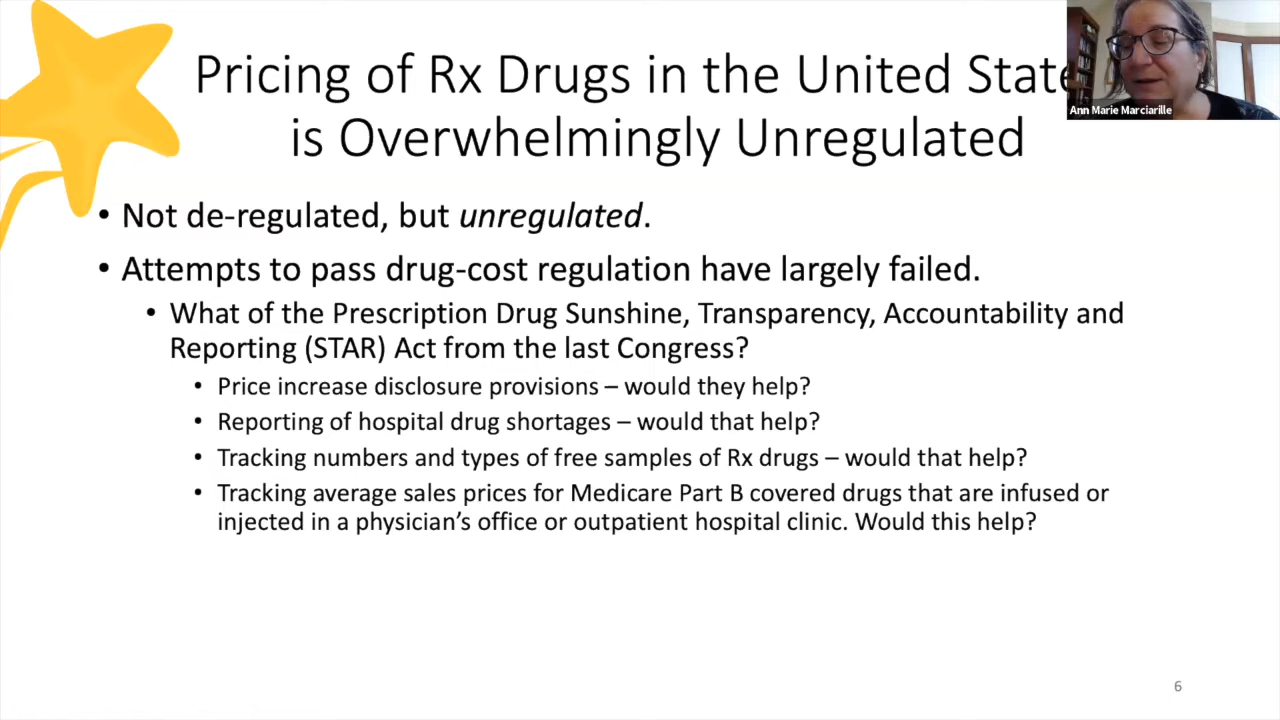 Pricing of Rx Drugs in the United State
is Overwhelmingly Unregulated
Ann Marie Marciarille
• Not de-regulated, but unregulated.
• Attempts to pass drug-cost regulation have largely failed.
• What of the Prescription Drug Sunshine, Transparency, Accountability and
Reporting (STAR) Act from the last Congress?
• Price increase disclosure provisions – would they help?
• Reporting of hospital drug shortages – would that help?
• Tracking numbers and types of free samples of Rx drugs – would that help?
• Tracking average sales prices for Medicare Part B covered drugs that are infused or
injected in a physician’s office or outpatient hospital clinic. Would this help?
6